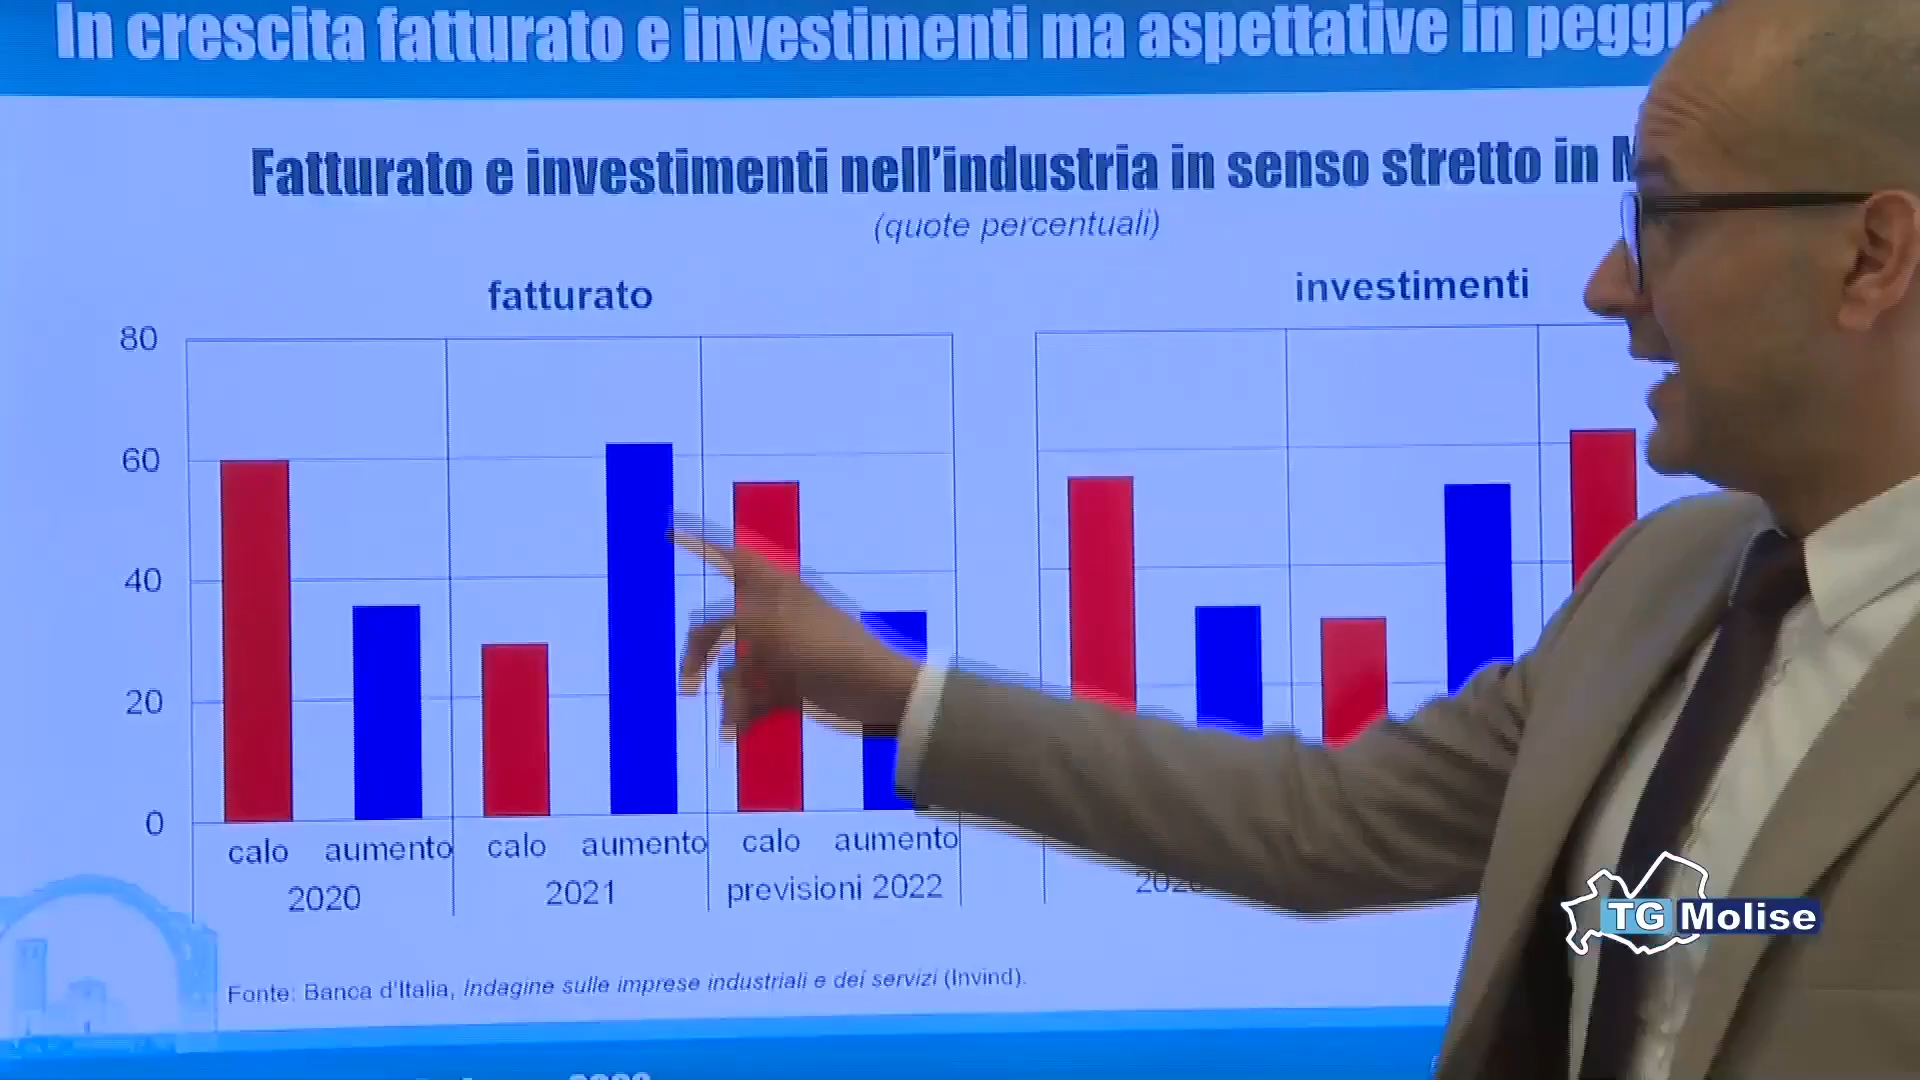 In crescita fatturato e investimenti ma aspettative in
Fatturato e investimenti nell'industria in senso stretto in
(quote percentuali)
fatturato
investimenti
80
60
40
20
0
calo aumento calo aumento calo aumento
2020 2021 previsioni 2022
Fonte: Banca d'Italia, Indagine sulle imprese industriali e dei servizi (Invind).
TG Molise